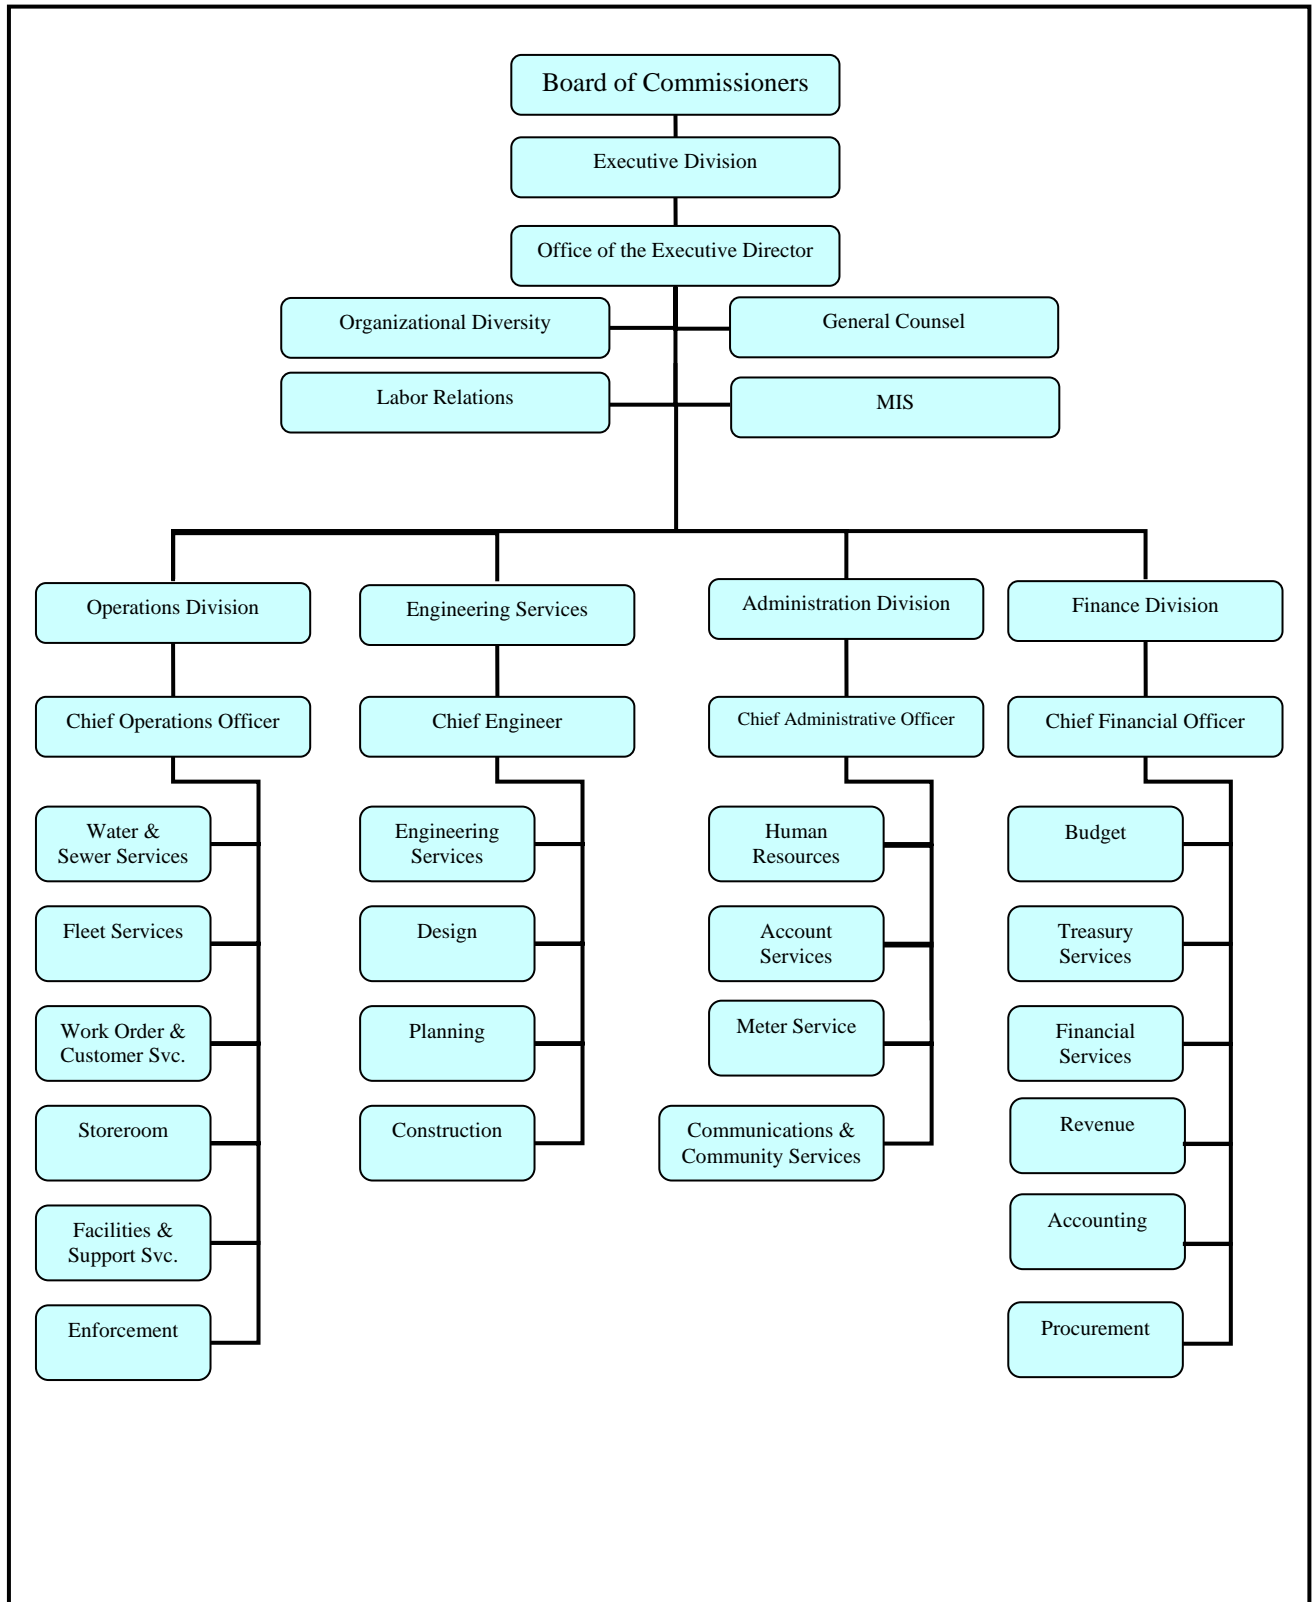 Board of Commissioners
Executive Division
Office of the Executive Director
Organizational Diversity
General Counsel
Labor Relations
MIS
Operations Division
Engineering Services
Administration Division
Finance Division
Chief Operations Officer
Chief Engineer
Chief Administrative Officer
Chief Financial Officer
Water &
Sewer Services
Fleet Services
Work Order &
Customer Svc.
Storeroom
Facilities &
Support Svc.
Enforcement
Engineering
Services
Design
Planning
Construction
Human
Resources
Account
Services
Meter Service
Communications &
Community Services
Budget
Treasury
Services
Financial
Services
Revenue
Accounting
Procurement